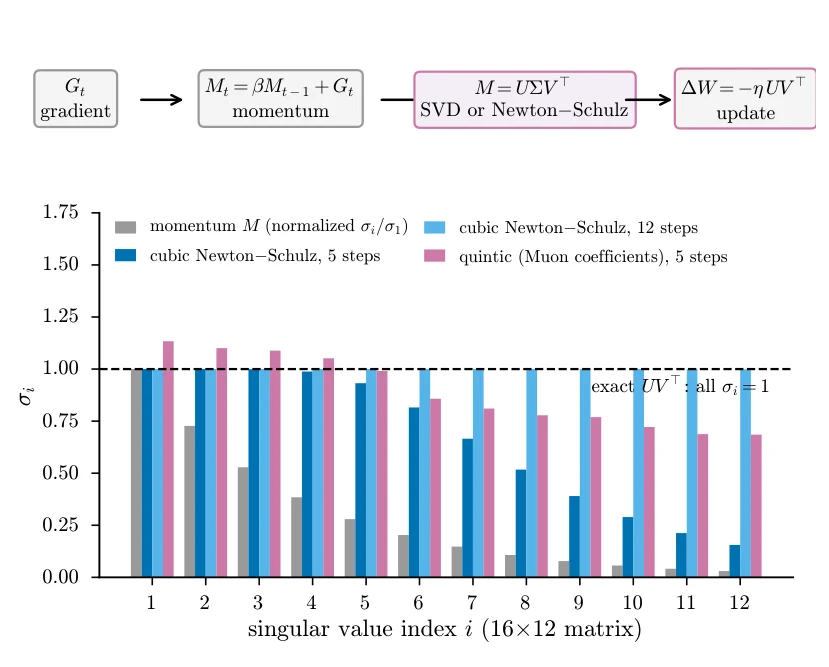 G_t
gradient
M_t = βM_{t−1} + G_t
momentum
M = UΣV^⊤
SVD or Newton−Schulz
ΔW = −η UV^⊤
update
momentum M (normalized σ_i/σ_1)
cubic Newton−Schulz, 5 steps
cubic Newton−Schulz, 12 steps
quintic (Muon coefficients), 5 steps
1.75
1.50
1.25
1.00
0.75
0.50
0.25
0.00
σ_i
exact UV^⊤: all σ_i = 1
1 2 3 4 5 6 7 8 9 10 11 12
singular value index i (16×12 matrix)